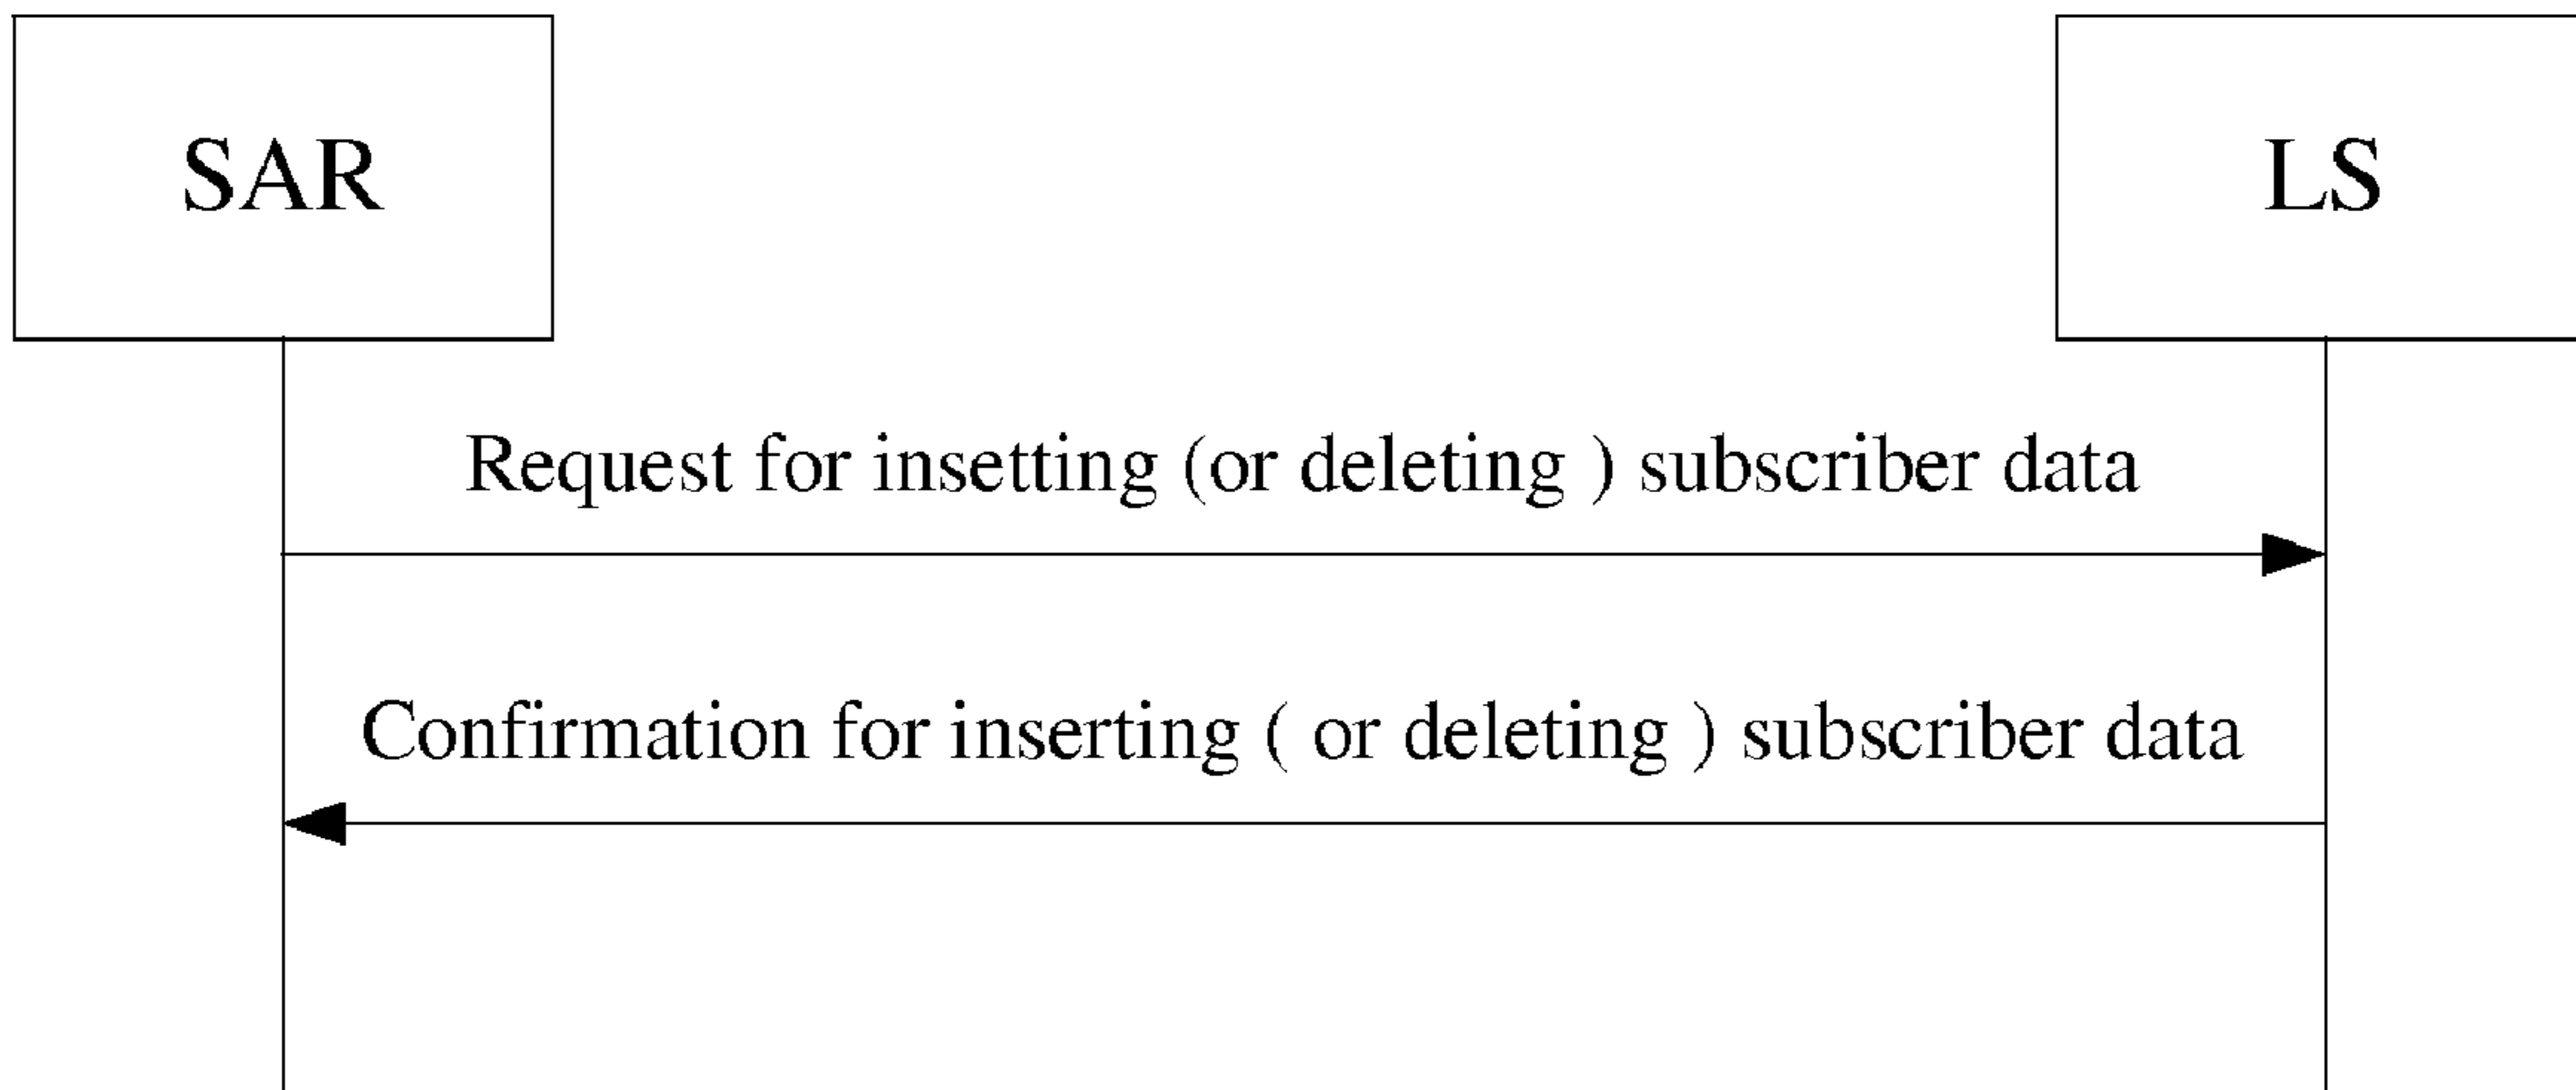 SAR
LS
Request for insetting (or deleting ) subscriber data
Confirmation for inserting ( or deleting ) subscriber data